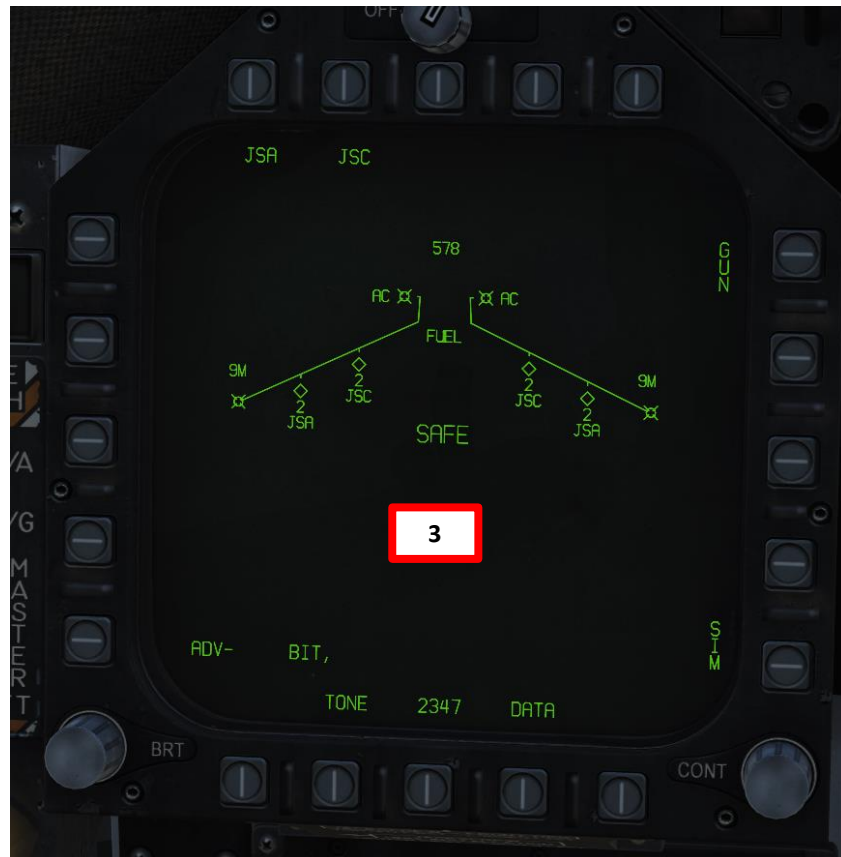 OFF
JSA JSC
578
GUN
AC AC
FUEL
9M 9M
2 2
JSC JSC
2 2
JSA JSA
SAFE
/A
/G
3
MASTER
SIM
ADV- BIT,
TONE 2347 DATA
BRT
CONT